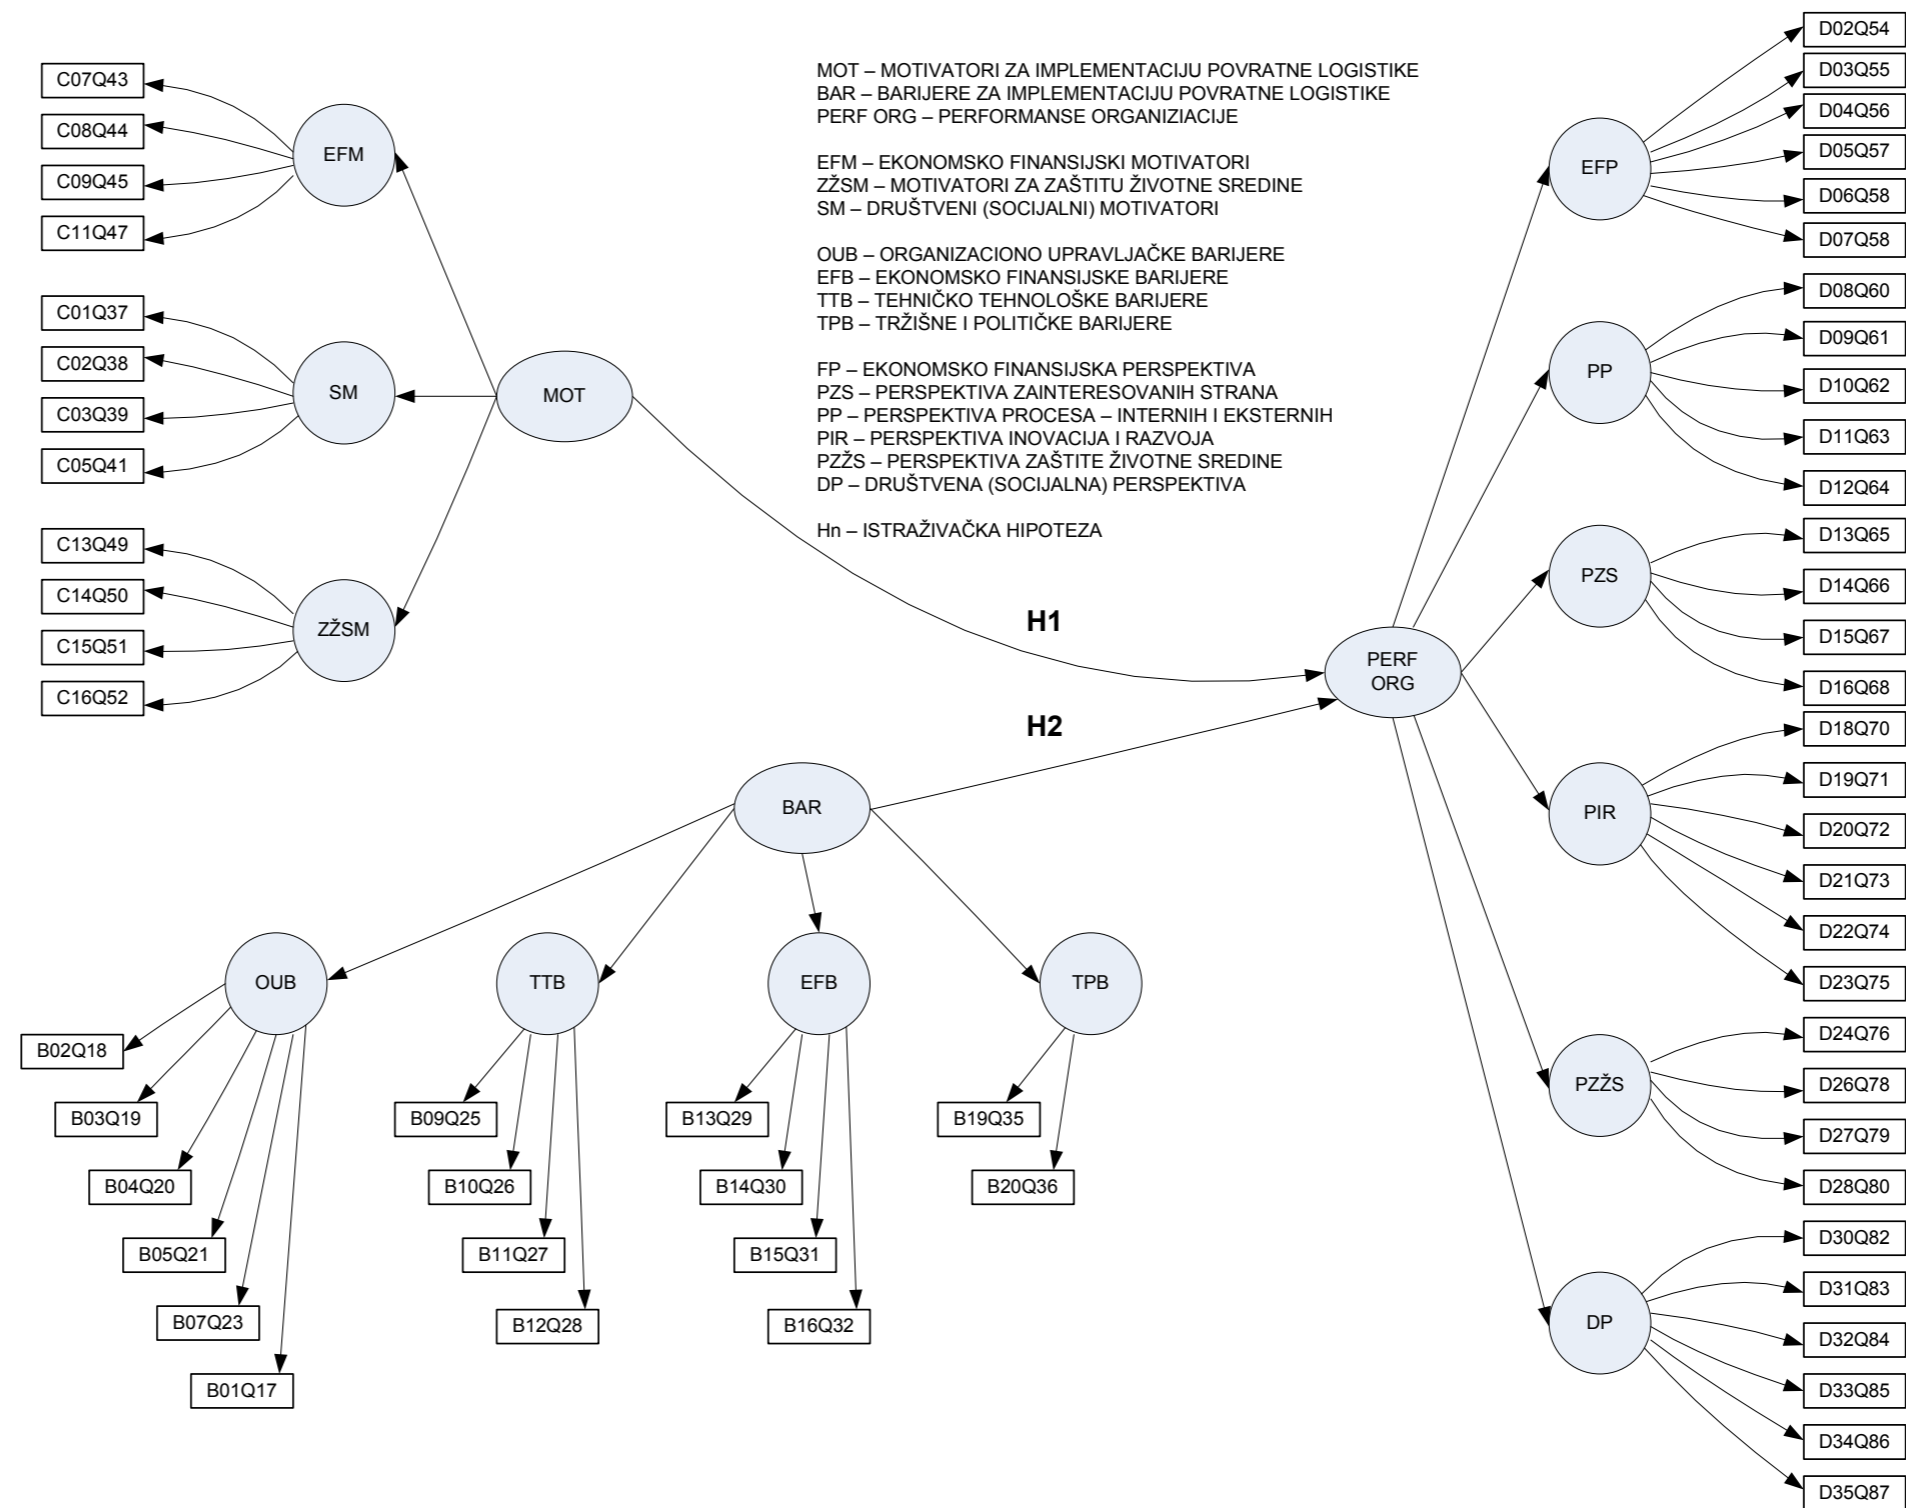 C07Q43
C08Q44
C09Q45
C11Q47
EFM
C01Q37
C02Q38
C03Q39
C05Q41
SM
C13Q49
C14Q50
C15Q51
C16Q52
ZŽSM
MOT
MOT – MOTIVATORI ZA IMPLEMENTACIJU POVRATNE LOGISTIKE
BAR – BARIJERE ZA IMPLEMENTACIJU POVRATNE LOGISTIKE
PERF ORG – PERFORMANSE ORGANIZIACIJE
EFM – EKONOMSKO FINANSIJSKI MOTIVATORI
ZŽSM – MOTIVATORI ZA ZAŠTITU ŽIVOTNE SREDINE
SM – DRUŠTVENI (SOCIJALNI) MOTIVATORI
OUB – ORGANIZACIONO UPRAVLJAČKE BARIJERE
EFB – EKONOMSKO FINANSIJSKE BARIJERE
TTB – TEHNIČKO TEHNOLOŠKE BARIJERE
TPB – TRŽIŠNE I POLITIČKE BARIJERE
FP – EKONOMSKO FINANSIJSKA PERSPEKTIVA
PZS – PERSPEKTIVA ZAINTERESOVANIH STRANA
PP – PERSPEKTIVA PROCESA – INTERNIH I EKSTERNIH
PIR – PERSPEKTIVA INOVACIJA I RAZVOJA
PZŽS – PERSPEKTIVA ZAŠTITE ŽIVOTNE SREDINE
DP – DRUŠTVENA (SOCIJALNA) PERSPEKTIVA
Hn – ISTRAŽIVAČKA HIPOTEZA
H1
H2
PERF
ORG
BAR
OUB
TTB
EFB
TPB
B02Q18
B03Q19
B04Q20
B05Q21
B07Q23
B01Q17
B09Q25
B10Q26
B11Q27
B12Q28
B13Q29
B14Q30
B15Q31
B16Q32
B19Q35
B20Q36
EFP
D02Q54
D03Q55
D04Q56
D05Q57
D06Q58
D07Q58
PP
D08Q60
D09Q61
D10Q62
D11Q63
D12Q64
PZS
D13Q65
D14Q66
D15Q67
D16Q68
PIR
D18Q70
D19Q71
D20Q72
D21Q73
D22Q74
D23Q75
PZŽS
D24Q76
D26Q78
D27Q79
D28Q80
DP
D30Q82
D31Q83
D32Q84
D33Q85
D34Q86
D35Q87